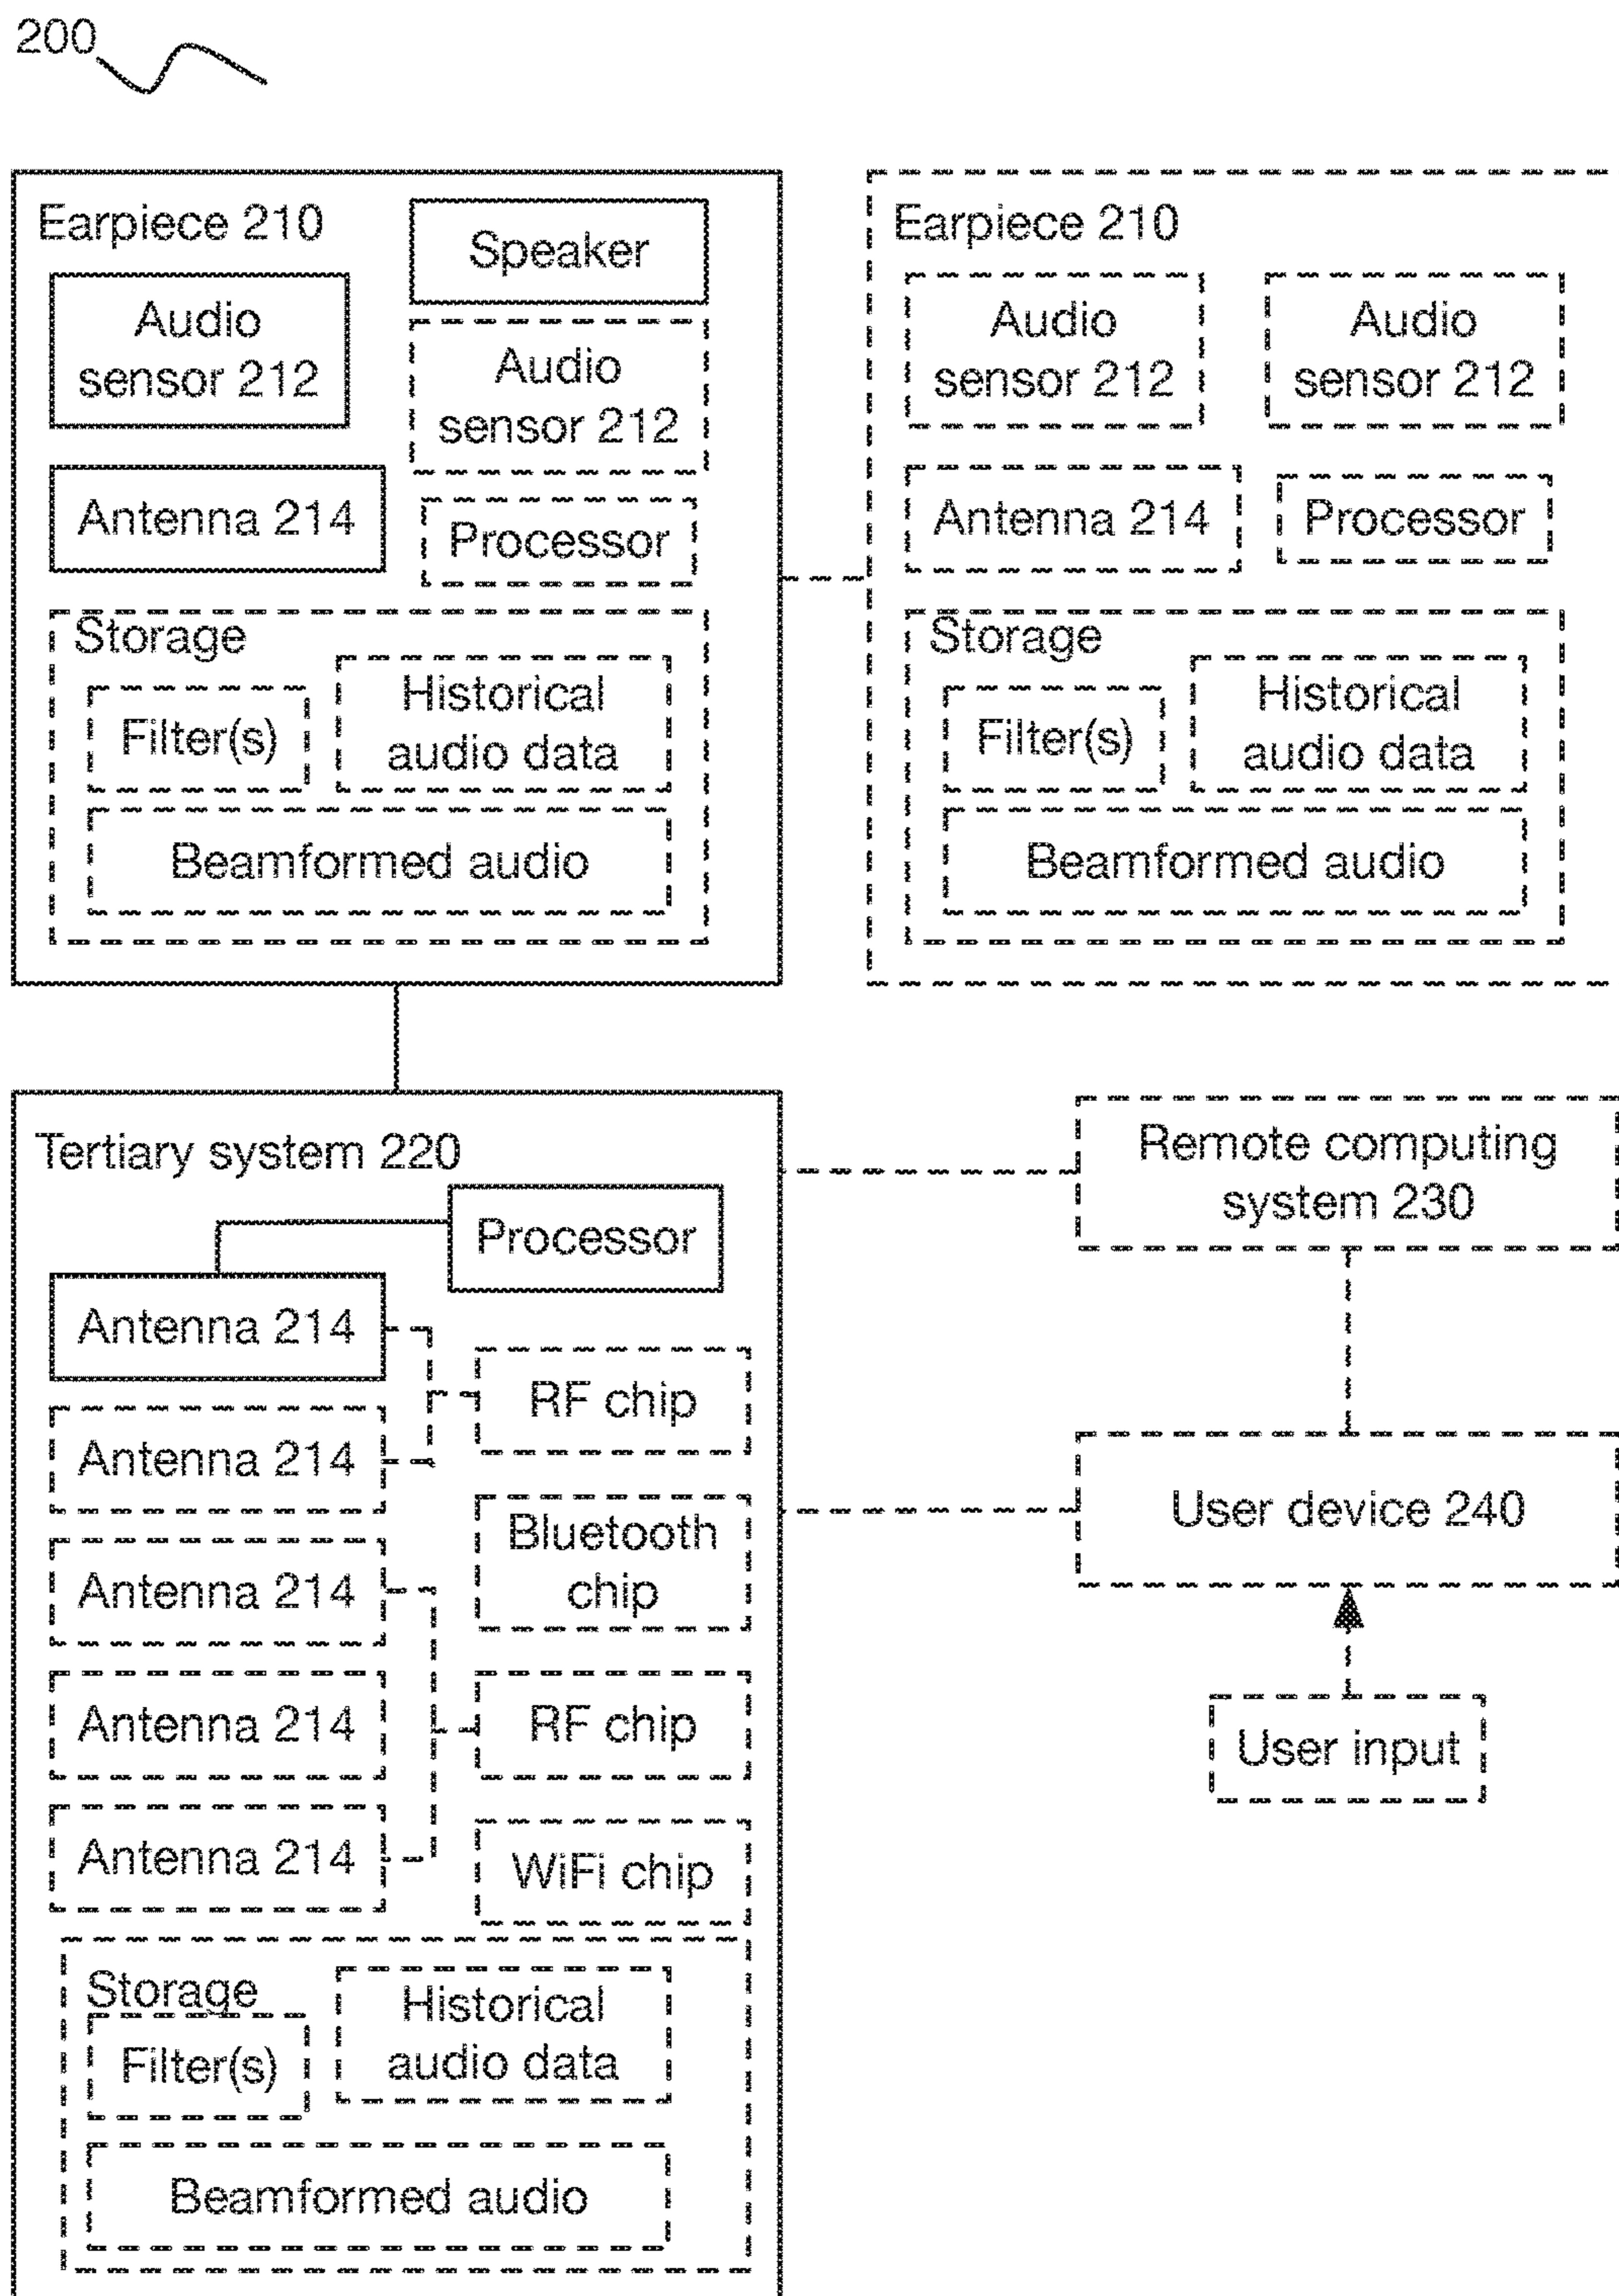 200
Earpiece 210
Speaker
Audio
sensor 212
Audio
sensor 212
Antenna 214
Processor
Storage
Filter(s)
Historical
audio data
Beamformed audio
Earpiece 210
Audio
sensor 212
Audio
sensor 212
Antenna 214
Processor
Storage
Filter(s)
Historical
audio data
Beamformed audio
Tertiary system 220
Processor
Antenna 214
RF chip
Antenna 214
Bluetooth
chip
Antenna 214
Antenna 214
RF chip
Antenna 214
WiFi chip
Storage
Filter(s)
Historical
audio data
Beamformed audio
Remote computing
system 230
User device 240
User input